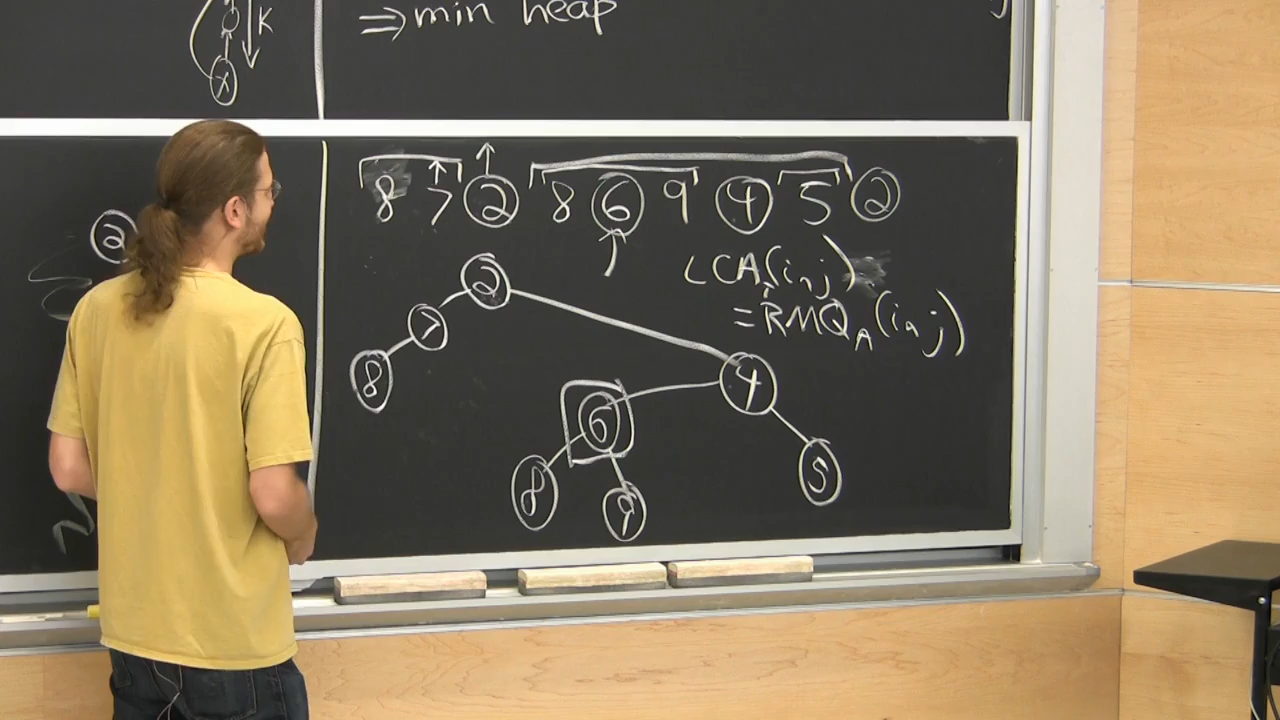 K
⇒ min heap
x
8 7 2 8 6 9 4 5 2
2
LCA(i,j)
= RMQ_A(i,j)
2
7
8
4
6
8
9
5